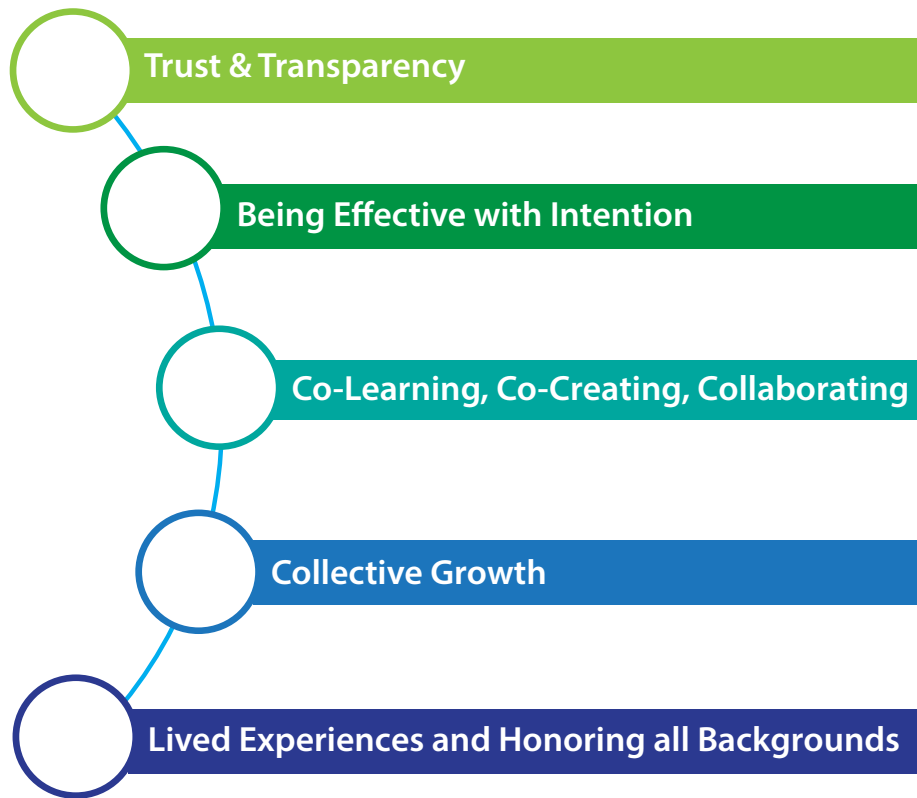 Trust & Transparency
Being Effective with Intention
Co-Learning, Co-Creating, Collaborating
Collective Growth
Lived Experiences and Honoring all Backgrounds